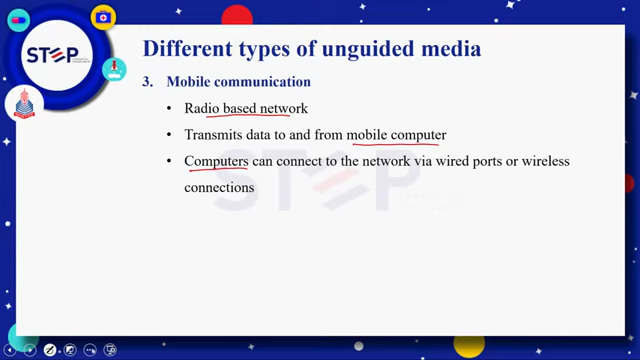 STEP
Different types of unguided media
3. Mobile communication
• Radio based network
• Transmits data to and from mobile computer
• Computers can connect to the network via wired ports or wireless
connections
STEP